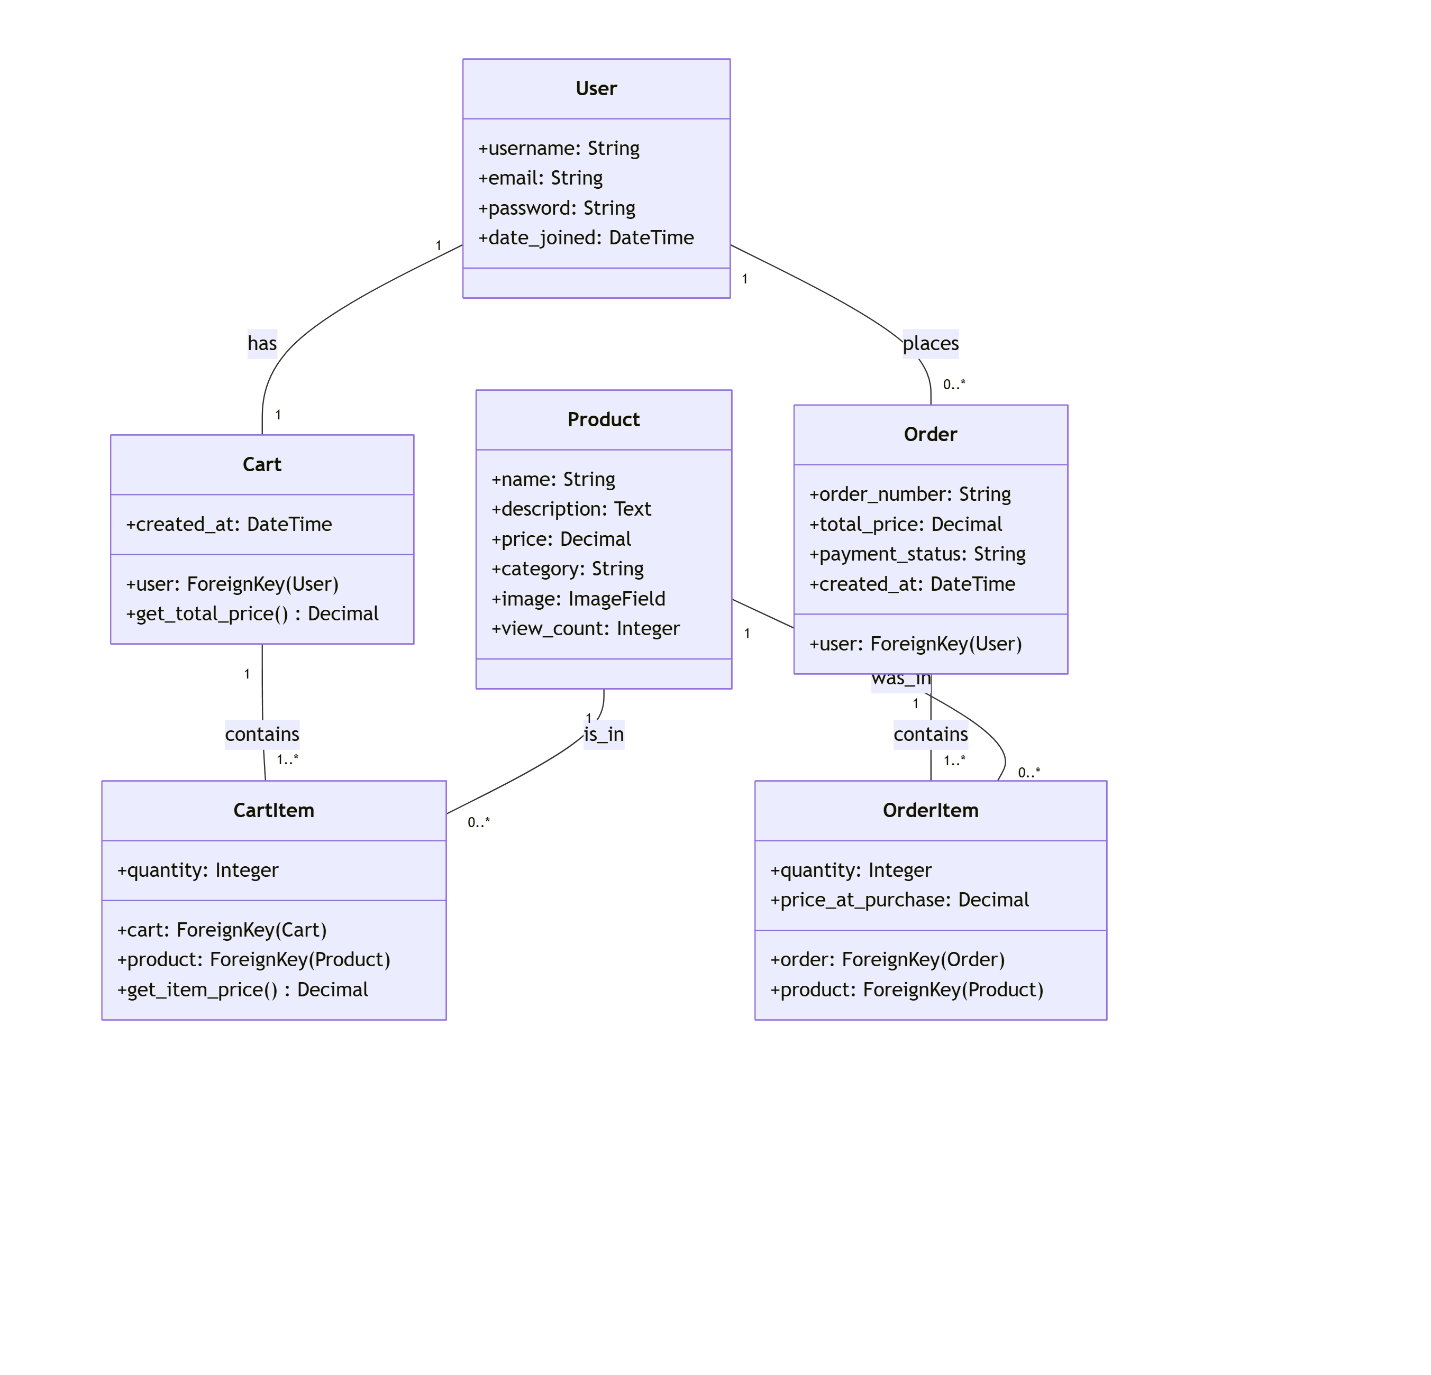 User
+username: String
+email: String
+password: String
+date_joined: DateTime
1
1
has
places
1
0..*
Cart
+created_at: DateTime
+user: ForeignKey(User)
+get_total_price() : Decimal
Product
+name: String
+description: Text
+price: Decimal
+category: String
+image: ImageField
+view_count: Integer
Order
+order_number: String
+total_price: Decimal
+payment_status: String
+created_at: DateTime
+user: ForeignKey(User)
1
1
was_in
1
1
contains
is_in
contains
1..*
1..*
0..*
0..*
CartItem
+quantity: Integer
+cart: ForeignKey(Cart)
+product: ForeignKey(Product)
+get_item_price() : Decimal
OrderItem
+quantity: Integer
+price_at_purchase: Decimal
+order: ForeignKey(Order)
+product: ForeignKey(Product)